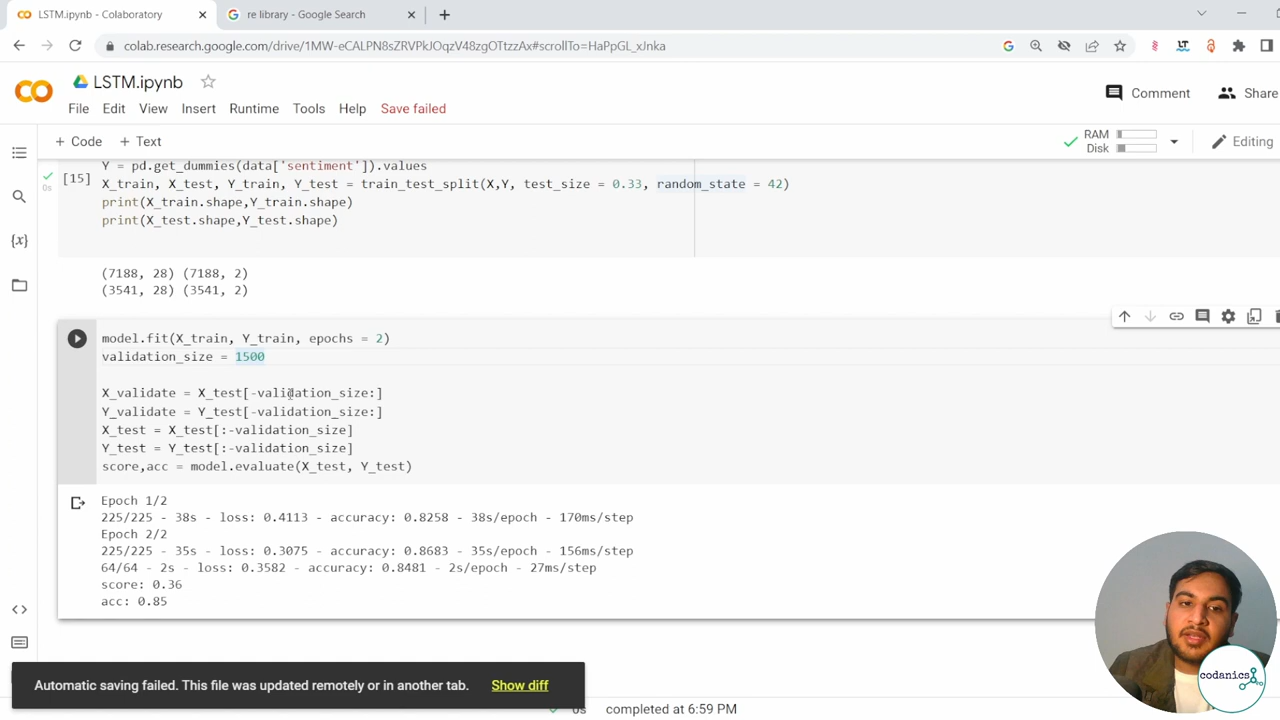 LSTM.ipynb - Colaboratory
re library - Google Search
colab.research.google.com/drive/1MW-eCALPN8sZRVPkJOqzV48zgOTtzzAx#scrollTo=HaPpGL_xJnka
LSTM.ipynb
File Edit View Insert Runtime Tools Help Save failed
Comment
Share
+ Code + Text
RAM
Disk
Editing
Y = pd.get_dummies(data['sentiment']).values
[15]
X_train, X_test, Y_train, Y_test = train_test_split(X,Y, test_size = 0.33, random_state = 42)
0s
print(X_train.shape,Y_train.shape)
print(X_test.shape,Y_test.shape)
(7188, 28) (7188, 2)
(3541, 28) (3541, 2)
model.fit(X_train, Y_train, epochs = 2)
validation_size = 1500
X_validate = X_test[-validation_size:]
Y_validate = Y_test[-validation_size:]
X_test = X_test[:-validation_size]
Y_test = Y_test[:-validation_size]
score,acc = model.evaluate(X_test, Y_test)
Epoch 1/2
225/225 - 38s - loss: 0.4113 - accuracy: 0.8258 - 38s/epoch - 170ms/step
Epoch 2/2
225/225 - 35s - loss: 0.3075 - accuracy: 0.8683 - 35s/epoch - 156ms/step
64/64 - 2s - loss: 0.3582 - accuracy: 0.8481 - 2s/epoch - 27ms/step
score: 0.36
acc: 0.85
codanics
Automatic saving failed. This file was updated remotely or in another tab. Show diff
0s completed at 6:59 PM